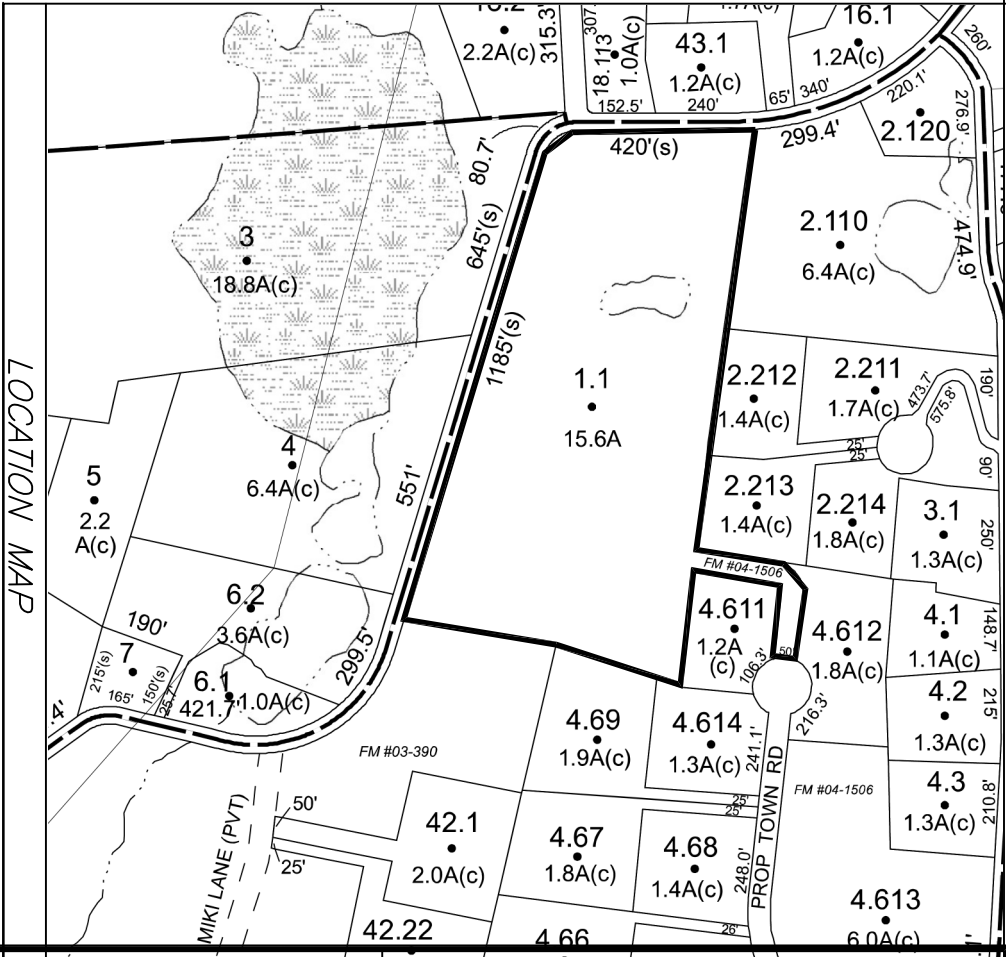 2.2A(c)
315.3'
307.
18.113
1.0A(c)
152.5'
43.1
1.2A(c)
240'
65'
340'
16.1
1.2A(c)
260'
220.1'
276.9'
2.120
299.4'
420'(s)
80.7'
645'(s)
1185'(s)
3
18.8A(c)
2.110
6.4A(c)
474.9'
LOCATION MAP
1.1
15.6A
2.212
1.4A(c)
2.211
1.7A(c)
473.7'
575.8'
190'
25'
25'
90'
4
6.4A(c)
551'
5
2.2
A(c)
2.213
1.4A(c)
2.214
1.8A(c)
3.1
1.3A(c)
250'
FM #04-1506
6.2
3.6A(c)
190'
7
215'(s)
165'
150'(s)
25.7'
6.1
1.0A(c)
421.7'
299.5'
.4'
4.611
1.2A
(c)
106.3'
50'
4.612
1.8A(c)
216.3'
4.1
1.1A(c)
148.7'
4.2
1.3A(c)
215'
FM #03-390
4.69
1.9A(c)
4.614
1.3A(c)
241.1'
FM #04-1506
4.3
1.3A(c)
210.8'
25'
25'
50'
25'
MIKI LANE (PVT)
42.1
2.0A(c)
4.67
1.8A(c)
4.68
1.4A(c)
248.0'
PROP TOWN RD
4.613
6.0A(c)
42.22
4.66
26'